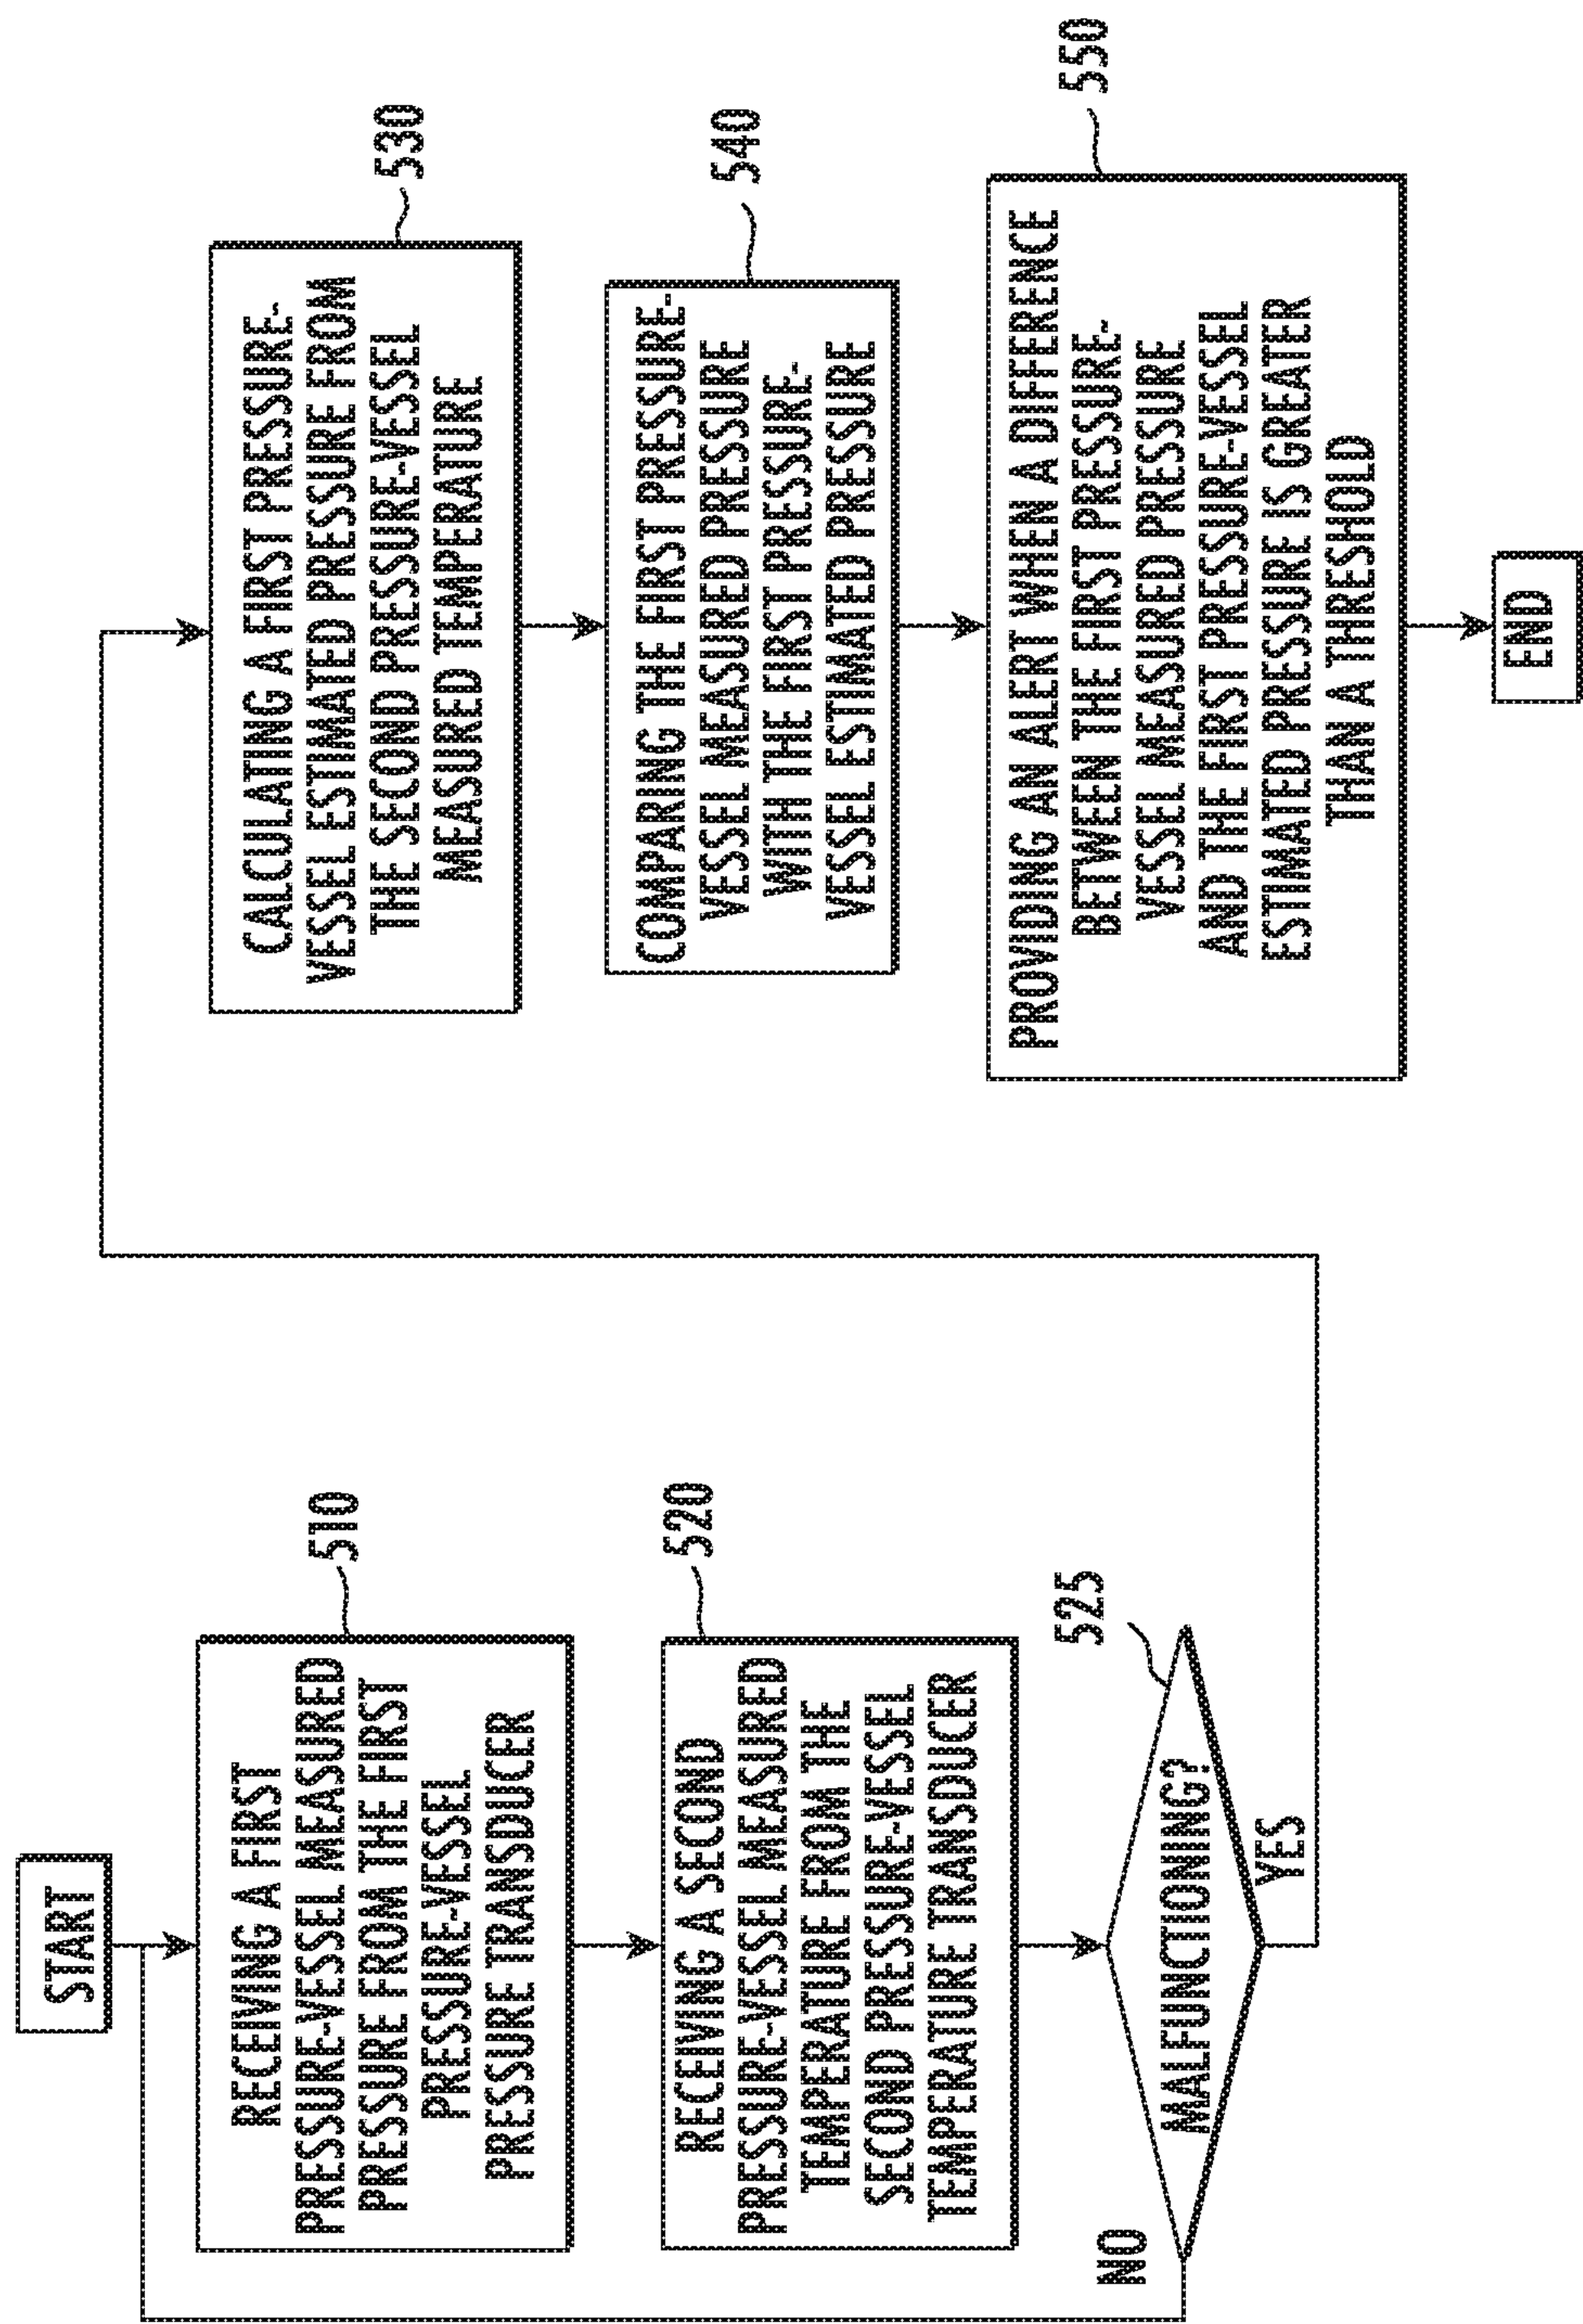 START
RECEIVING A FIRST
PRESSURE-VESSEL MEASURED
PRESSURE FROM THE FIRST
PRESSURE-VESSEL
PRESSURE TRANSDUCER
510
RECEIVING A SECOND
PRESSURE-VESSEL MEASURED
TEMPERATURE FROM THE
SECOND PRESSURE-VESSEL
TEMPERATURE TRANSDUCER
520
MALFUNCTIONING?
525
NO
YES
CALCULATING A FIRST PRESSURE-
VESSEL ESTIMATED PRESSURE FROM
THE SECOND PRESSURE-VESSEL
MEASURED TEMPERATURE
530
COMPARING THE FIRST PRESSURE-
VESSEL MEASURED PRESSURE
WITH THE FIRST PRESSURE-
VESSEL ESTIMATED PRESSURE
540
PROVIDING AN ALERT WHEN A DIFFERENCE
BETWEEN THE FIRST PRESSURE-
VESSEL MEASURED PRESSURE
AND THE FIRST PRESSURE-VESSEL
ESTIMATED PRESSURE IS GREATER
THAN A THRESHOLD
550
END